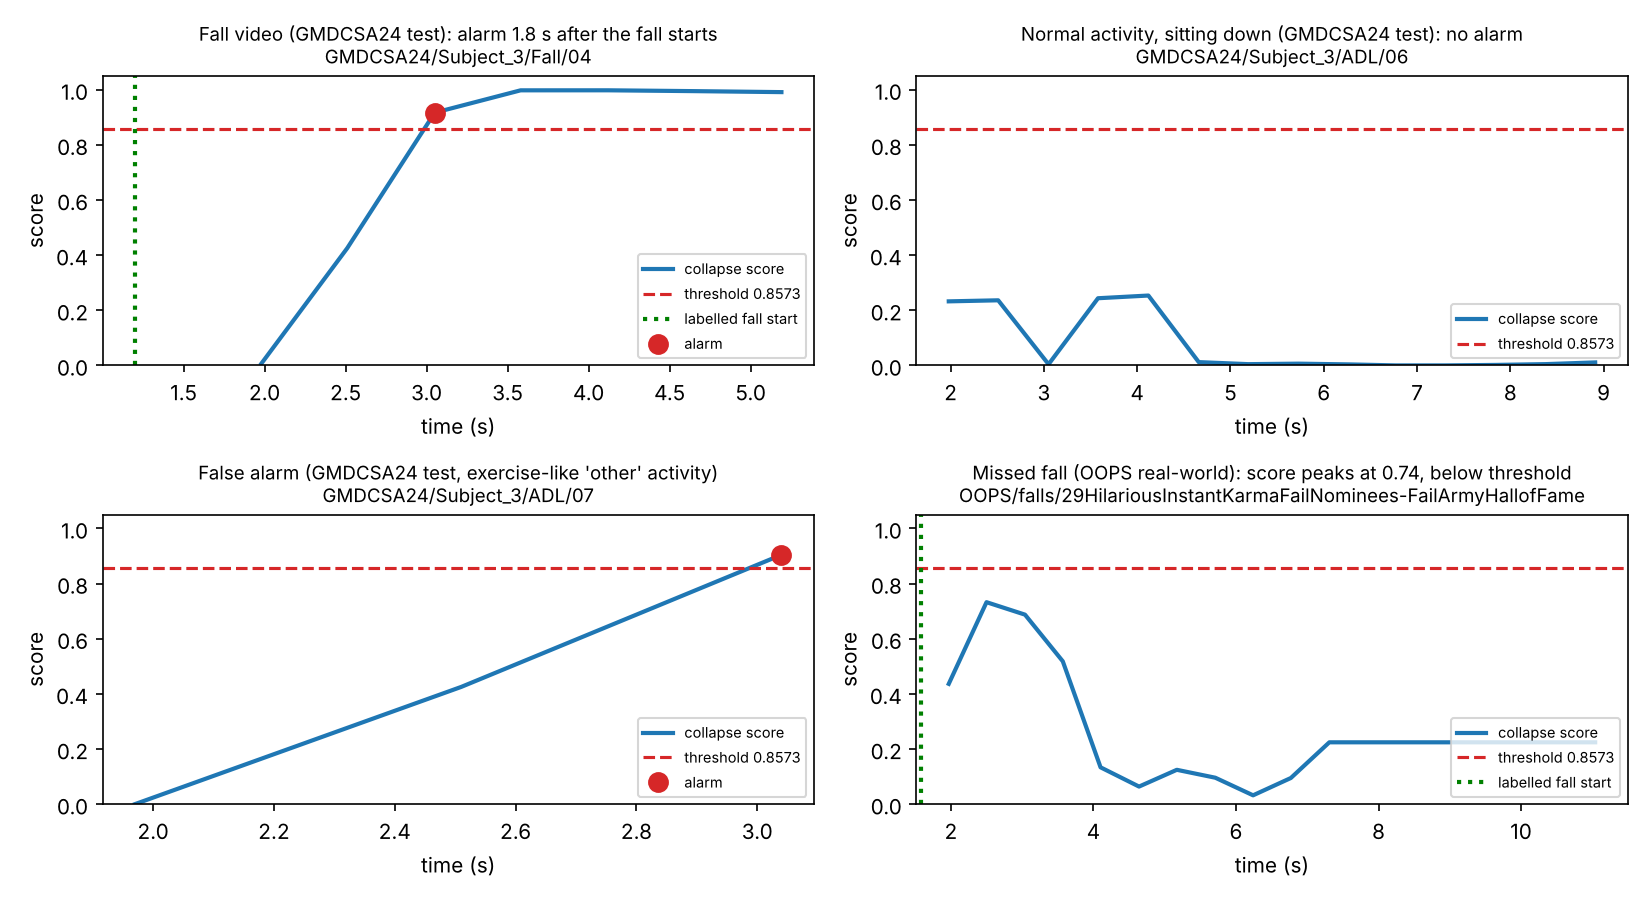 Fall video (GMDCSA24 test): alarm 1.8 s after the fall starts
GMDCSA24/Subject_3/Fall/04
score
1.0
0.8
0.6
0.4
0.2
0.0
collapse score
threshold 0.8573
labelled fall start
alarm
1.5 2.0 2.5 3.0 3.5 4.0 4.5 5.0
time (s)
Normal activity, sitting down (GMDCSA24 test): no alarm
GMDCSA24/Subject_3/ADL/06
score
1.0
0.8
0.6
0.4
0.2
0.0
collapse score
threshold 0.8573
2 3 4 5 6 7 8 9
time (s)
False alarm (GMDCSA24 test, exercise-like 'other' activity)
GMDCSA24/Subject_3/ADL/07
score
1.0
0.8
0.6
0.4
0.2
0.0
collapse score
threshold 0.8573
alarm
2.0 2.2 2.4 2.6 2.8 3.0
time (s)
Missed fall (OOPS real-world): score peaks at 0.74, below threshold
OOPS/falls/29HilariousInstantKarmaFailNominees-FailArmyHallofFame
score
1.0
0.8
0.6
0.4
0.2
0.0
collapse score
threshold 0.8573
labelled fall start
2 4 6 8 10
time (s)